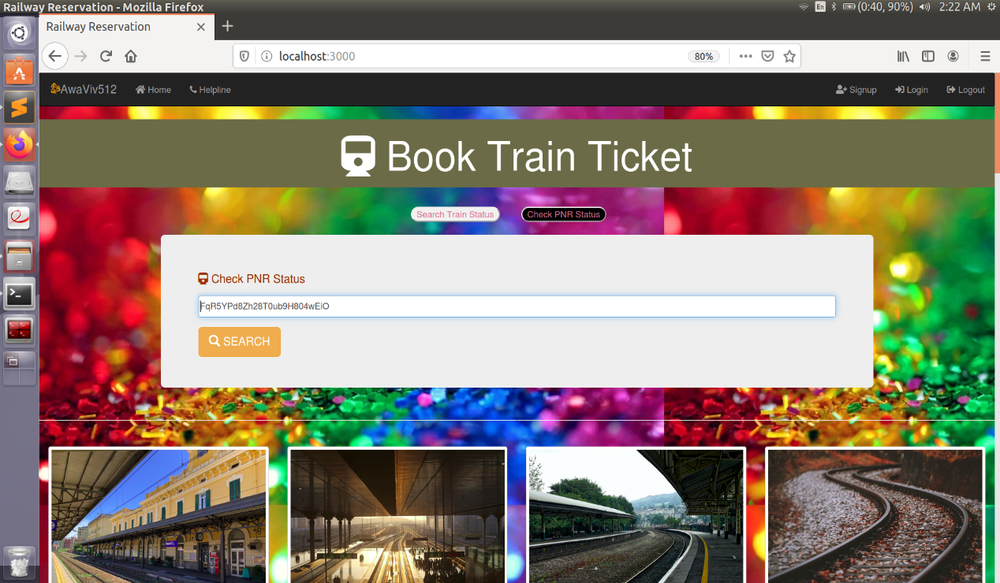 Railway Reservation - Mozilla Firefox
En (0:40, 90%) 2:22 AM
Railway Reservation
localhost:3000 80%
AwaViv512 Home Helpline Signup Login Logout
Book Train Ticket
Search Train Status Check PNR Status
Check PNR Status
FqR5YPd8Zh28T0ub9H804wEiO
SEARCH